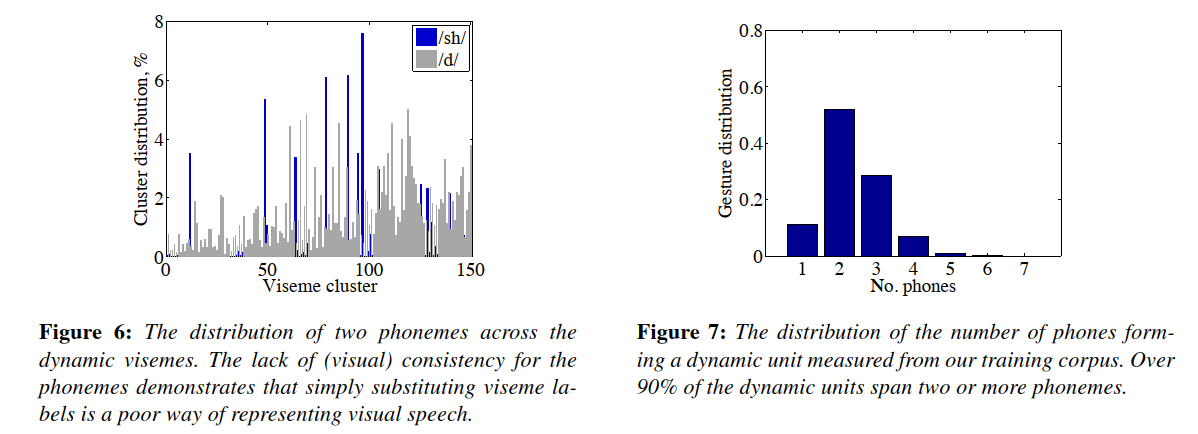 8
6
4
2
0
Cluster distribution, %
/sh/
/d/
0 50 100 150
Viseme cluster
Figure 6: The distribution of two phonemes across the
dynamic visemes. The lack of (visual) consistency for the
phonemes demonstrates that simply substituting viseme la-
bels is a poor way of representing visual speech.
0.8
0.6
0.4
0.2
0
Gesture distribution
1 2 3 4 5 6 7
No. phones
Figure 7: The distribution of the number of phones form-
ing a dynamic unit measured from our training corpus. Over
90% of the dynamic units span two or more phonemes.